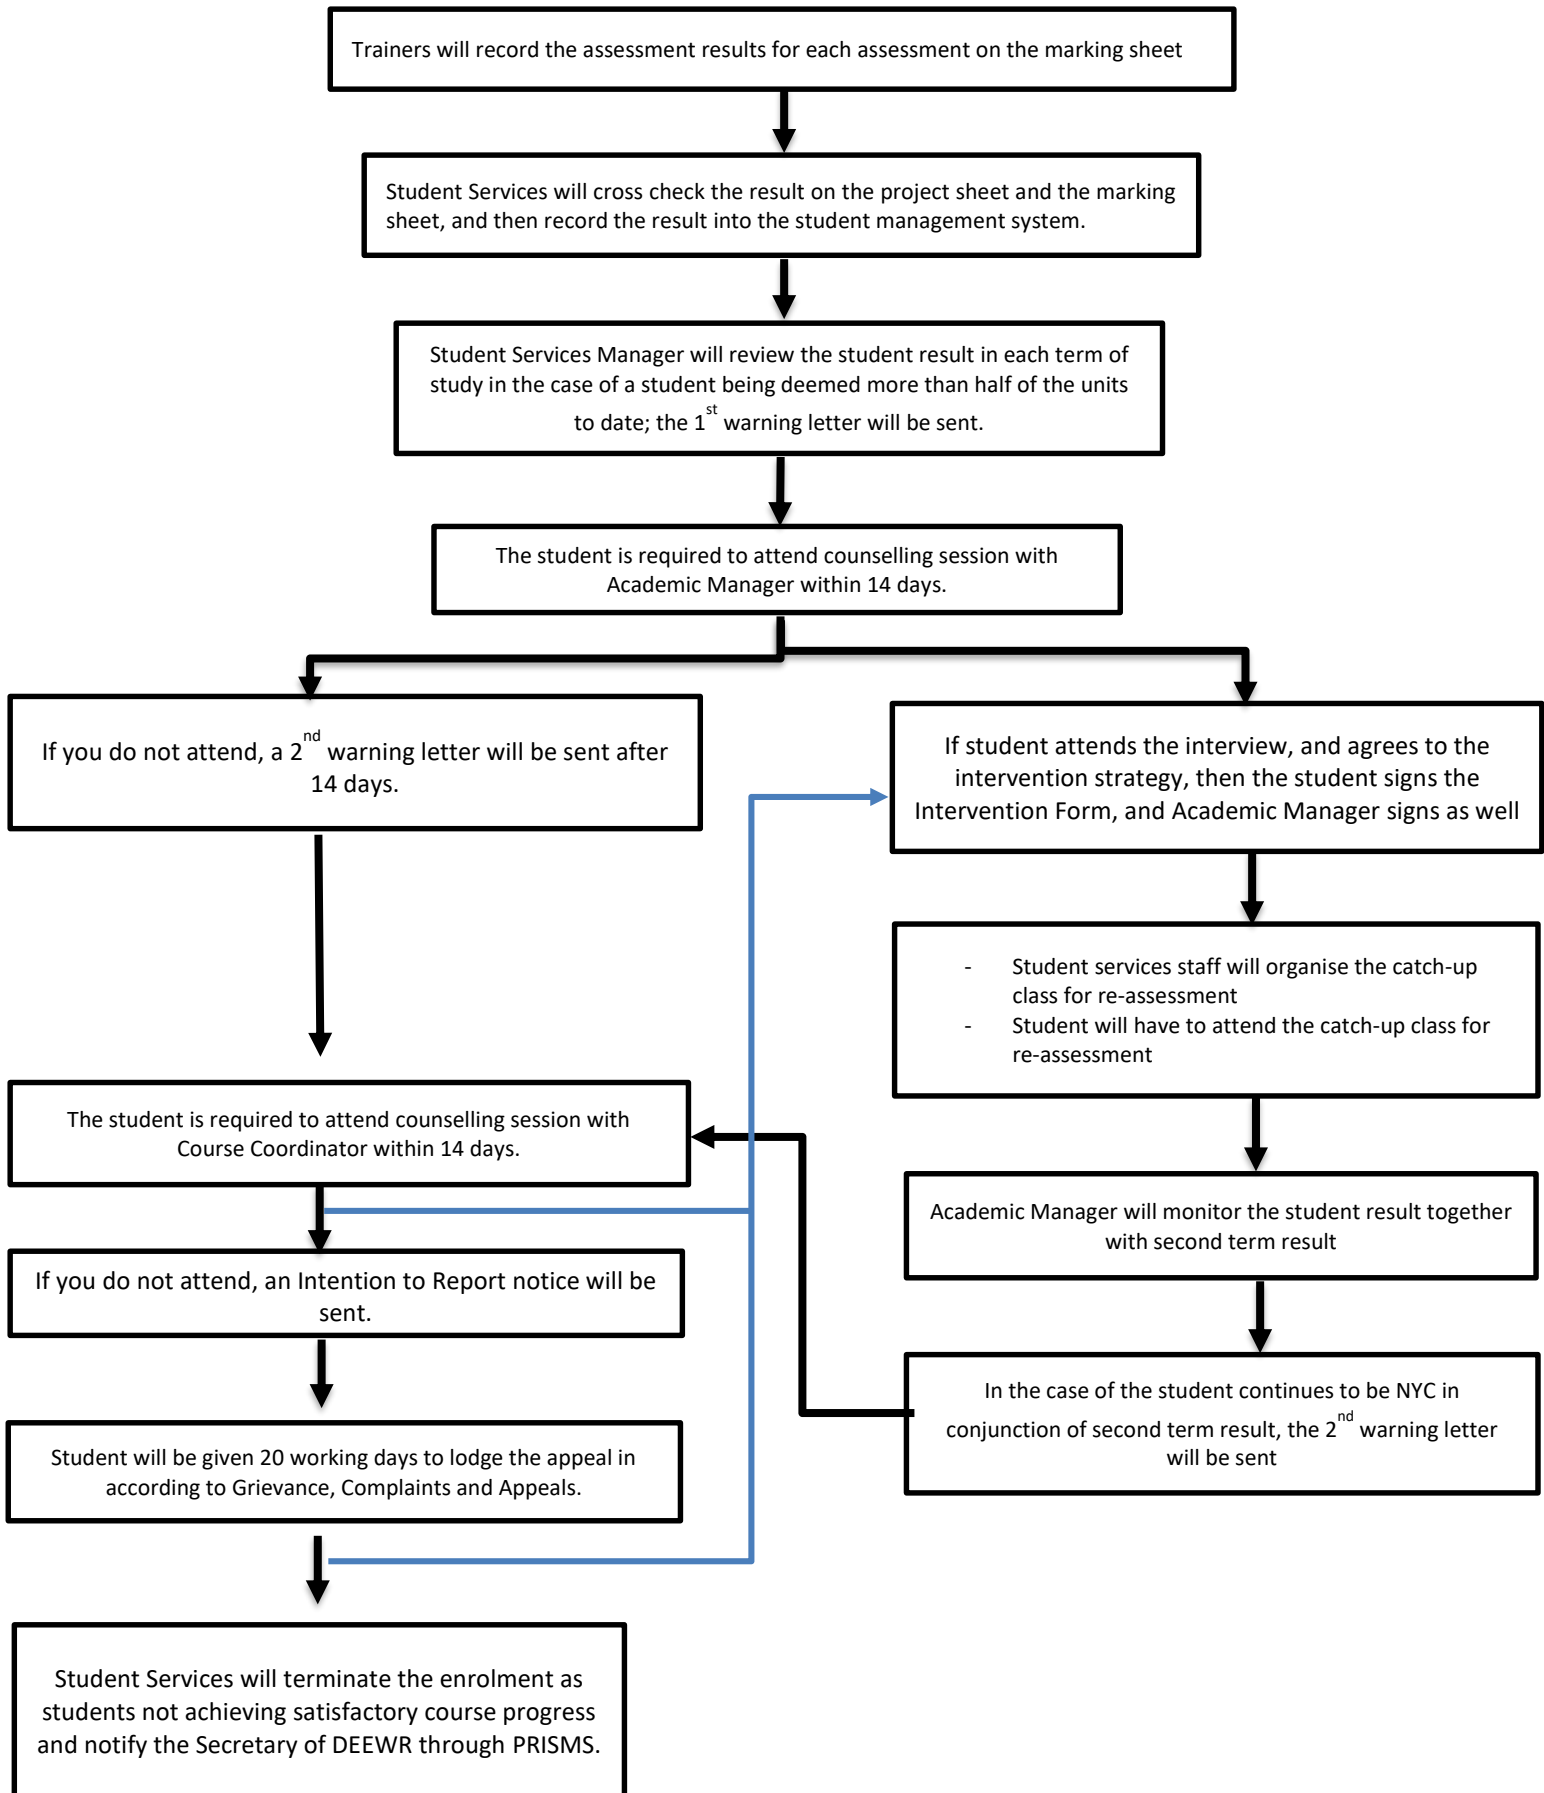 Trainers will record the assessment results for each assessment on the marking sheet
Student Services will cross check the result on the project sheet and the marking
sheet, and then record the result into the student management system.
Student Services Manager will review the student result in each term of
study in the case of a student being deemed more than half of the units
to date; the 1st warning letter will be sent.
The student is required to attend counselling session with
Academic Manager within 14 days.
If you do not attend, a 2nd warning letter will be sent after
14 days.
If student attends the interview, and agrees to the
intervention strategy, then the student signs the
Intervention Form, and Academic Manager signs as well
- Student services staff will organise the catch-up
class for re-assessment
- Student will have to attend the catch-up class for
re-assessment
The student is required to attend counselling session with
Course Coordinator within 14 days.
Academic Manager will monitor the student result together
with second term result
If you do not attend, an Intention to Report notice will be
sent.
In the case of the student continues to be NYC in
conjunction of second term result, the 2nd warning letter
will be sent
Student will be given 20 working days to lodge the appeal in
according to Grievance, Complaints and Appeals.
Student Services will terminate the enrolment as
students not achieving satisfactory course progress
and notify the Secretary of DEEWR through PRISMS.